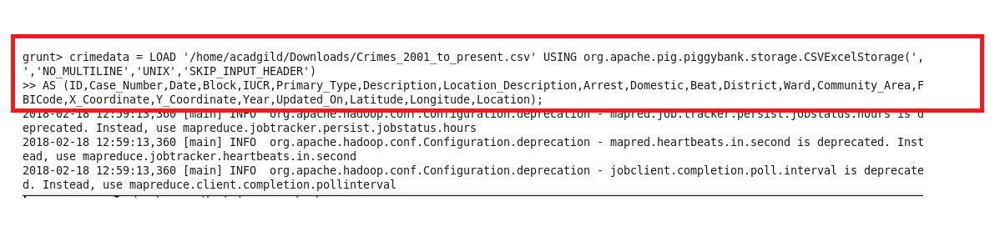 grunt> crimedata = LOAD '/home/acadgild/Downloads/Crimes_2001_to_present.csv' USING org.apache.pig.piggybank.storage.CSVExcelStorage(',
','NO_MULTILINE','UNIX','SKIP_INPUT_HEADER')
>> AS (ID,Case_Number,Date,Block,IUCR,Primary_Type,Description,Location_Description,Arrest,Domestic,Beat,District,Ward,Community_Area,F
BICode,X_Coordinate,Y_Coordinate,Year,Updated_On,Latitude,Longitude,Location);
2018-02-18 12:59:13,360 [main] INFO  org.apache.hadoop.conf.Configuration.deprecation - mapred.job.tracker.persist.jobstatus.hours is d
eprecated. Instead, use mapreduce.jobtracker.persist.jobstatus.hours
2018-02-18 12:59:13,360 [main] INFO  org.apache.hadoop.conf.Configuration.deprecation - mapred.heartbeats.in.second is deprecated. Inst
ead, use mapreduce.jobtracker.heartbeats.in.second
2018-02-18 12:59:13,360 [main] INFO  org.apache.hadoop.conf.Configuration.deprecation - jobclient.completion.poll.interval is deprecate
d. Instead, use mapreduce.client.completion.pollinterval